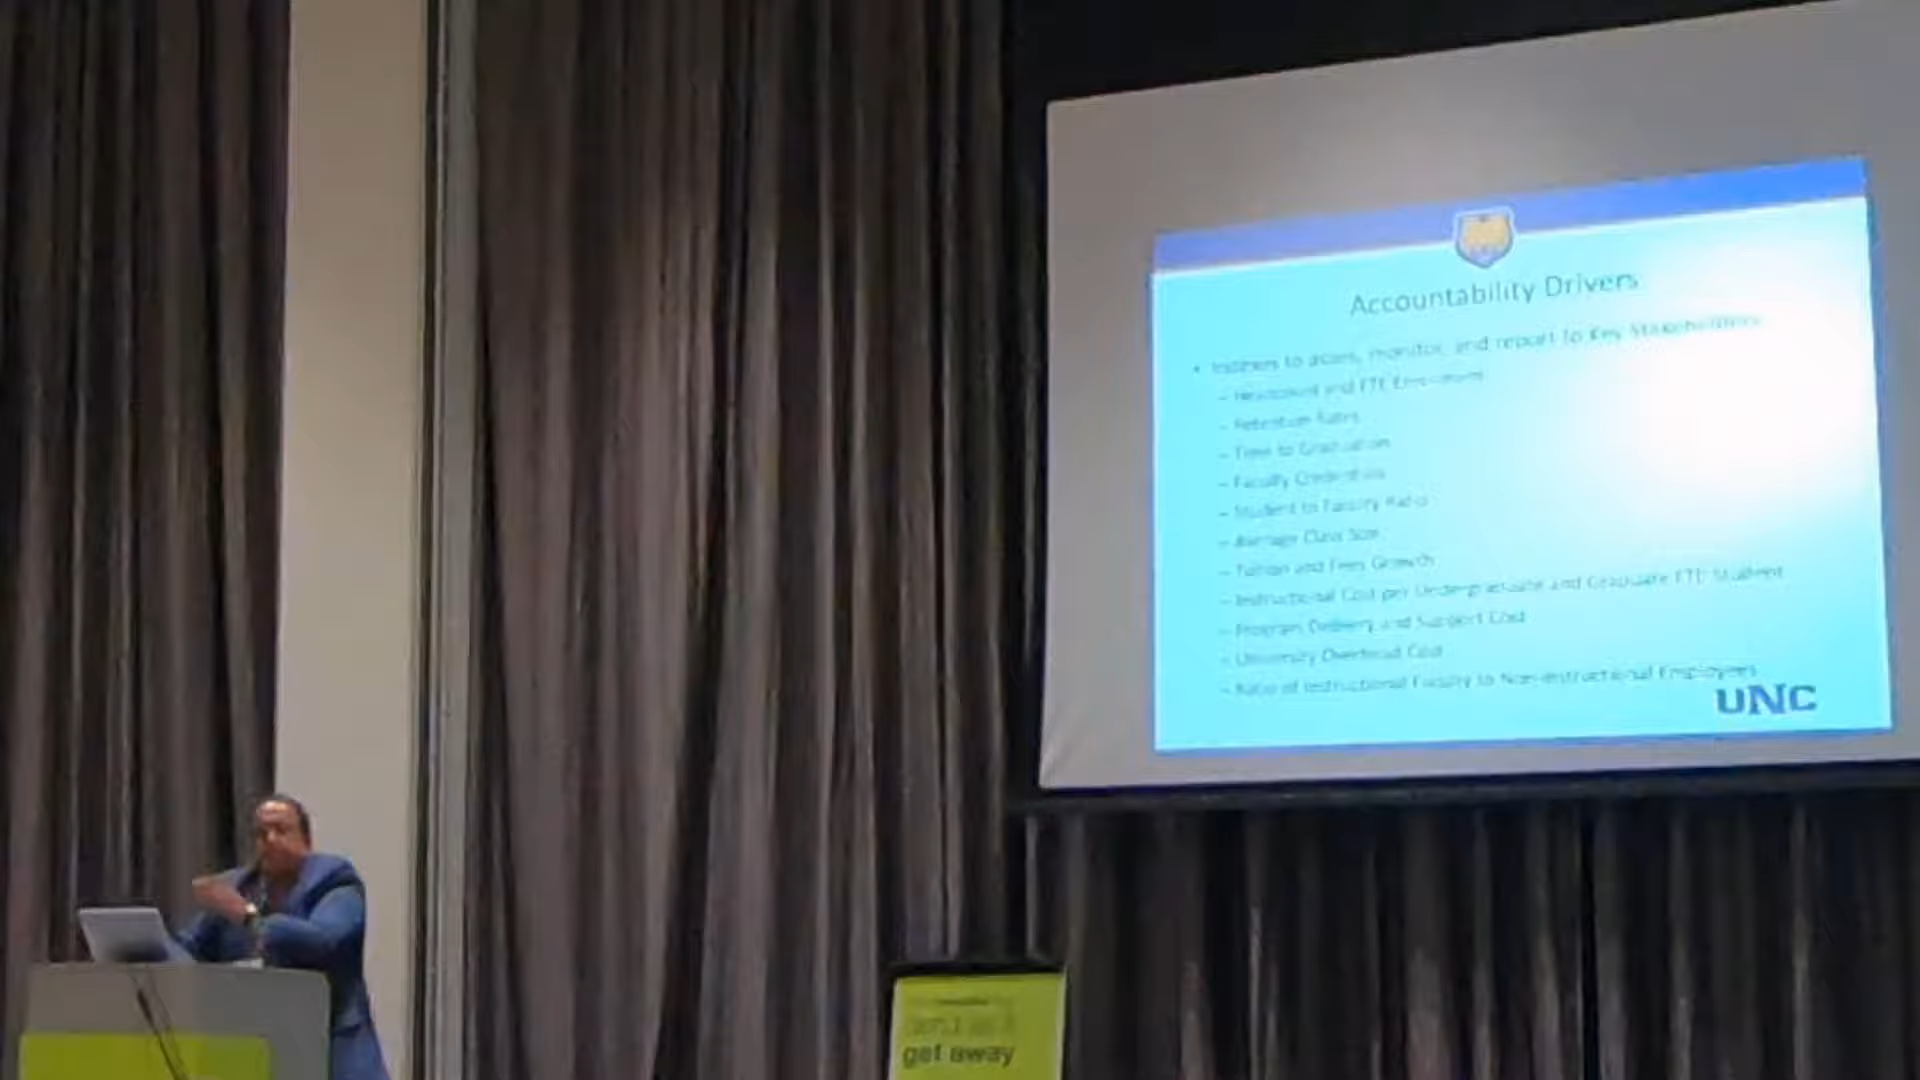 Accountability Drivers
to assess, monitor, and report to Key Stakeholders
– Headcount and FTE Enrollment
– Retention Rates
– Time to Graduation
– Faculty Credentials
– Student to Faculty Ratio
– Average Class Size
– Tuition and Fees Growth
– Instructional Cost per Undergraduate and Graduate FTE Student
– Program Delivery and Support Cost
– University Overhead Cost
– Ratio of Instructional Faculty to Non-instructional Employees
UNC
get away